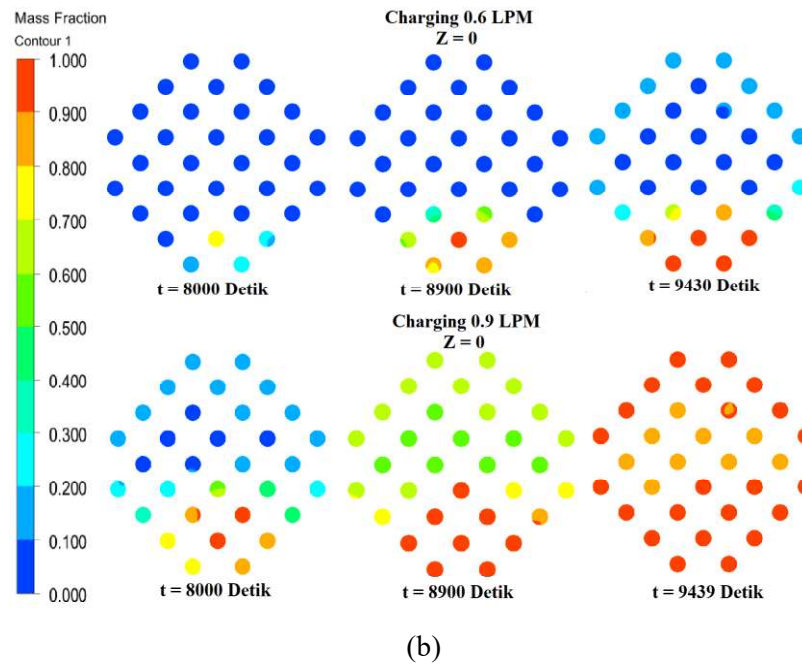 Mass Fraction
Contour 1
1.000
0.900
0.800
0.700
0.600
0.500
0.400
0.300
0.200
0.100
0.000
Charging 0.6 LPM
Z = 0
t = 8000 Detik
t = 8900 Detik
t = 9430 Detik
Charging 0.9 LPM
Z = 0
t = 8000 Detik
t = 8900 Detik
t = 9439 Detik
(b)